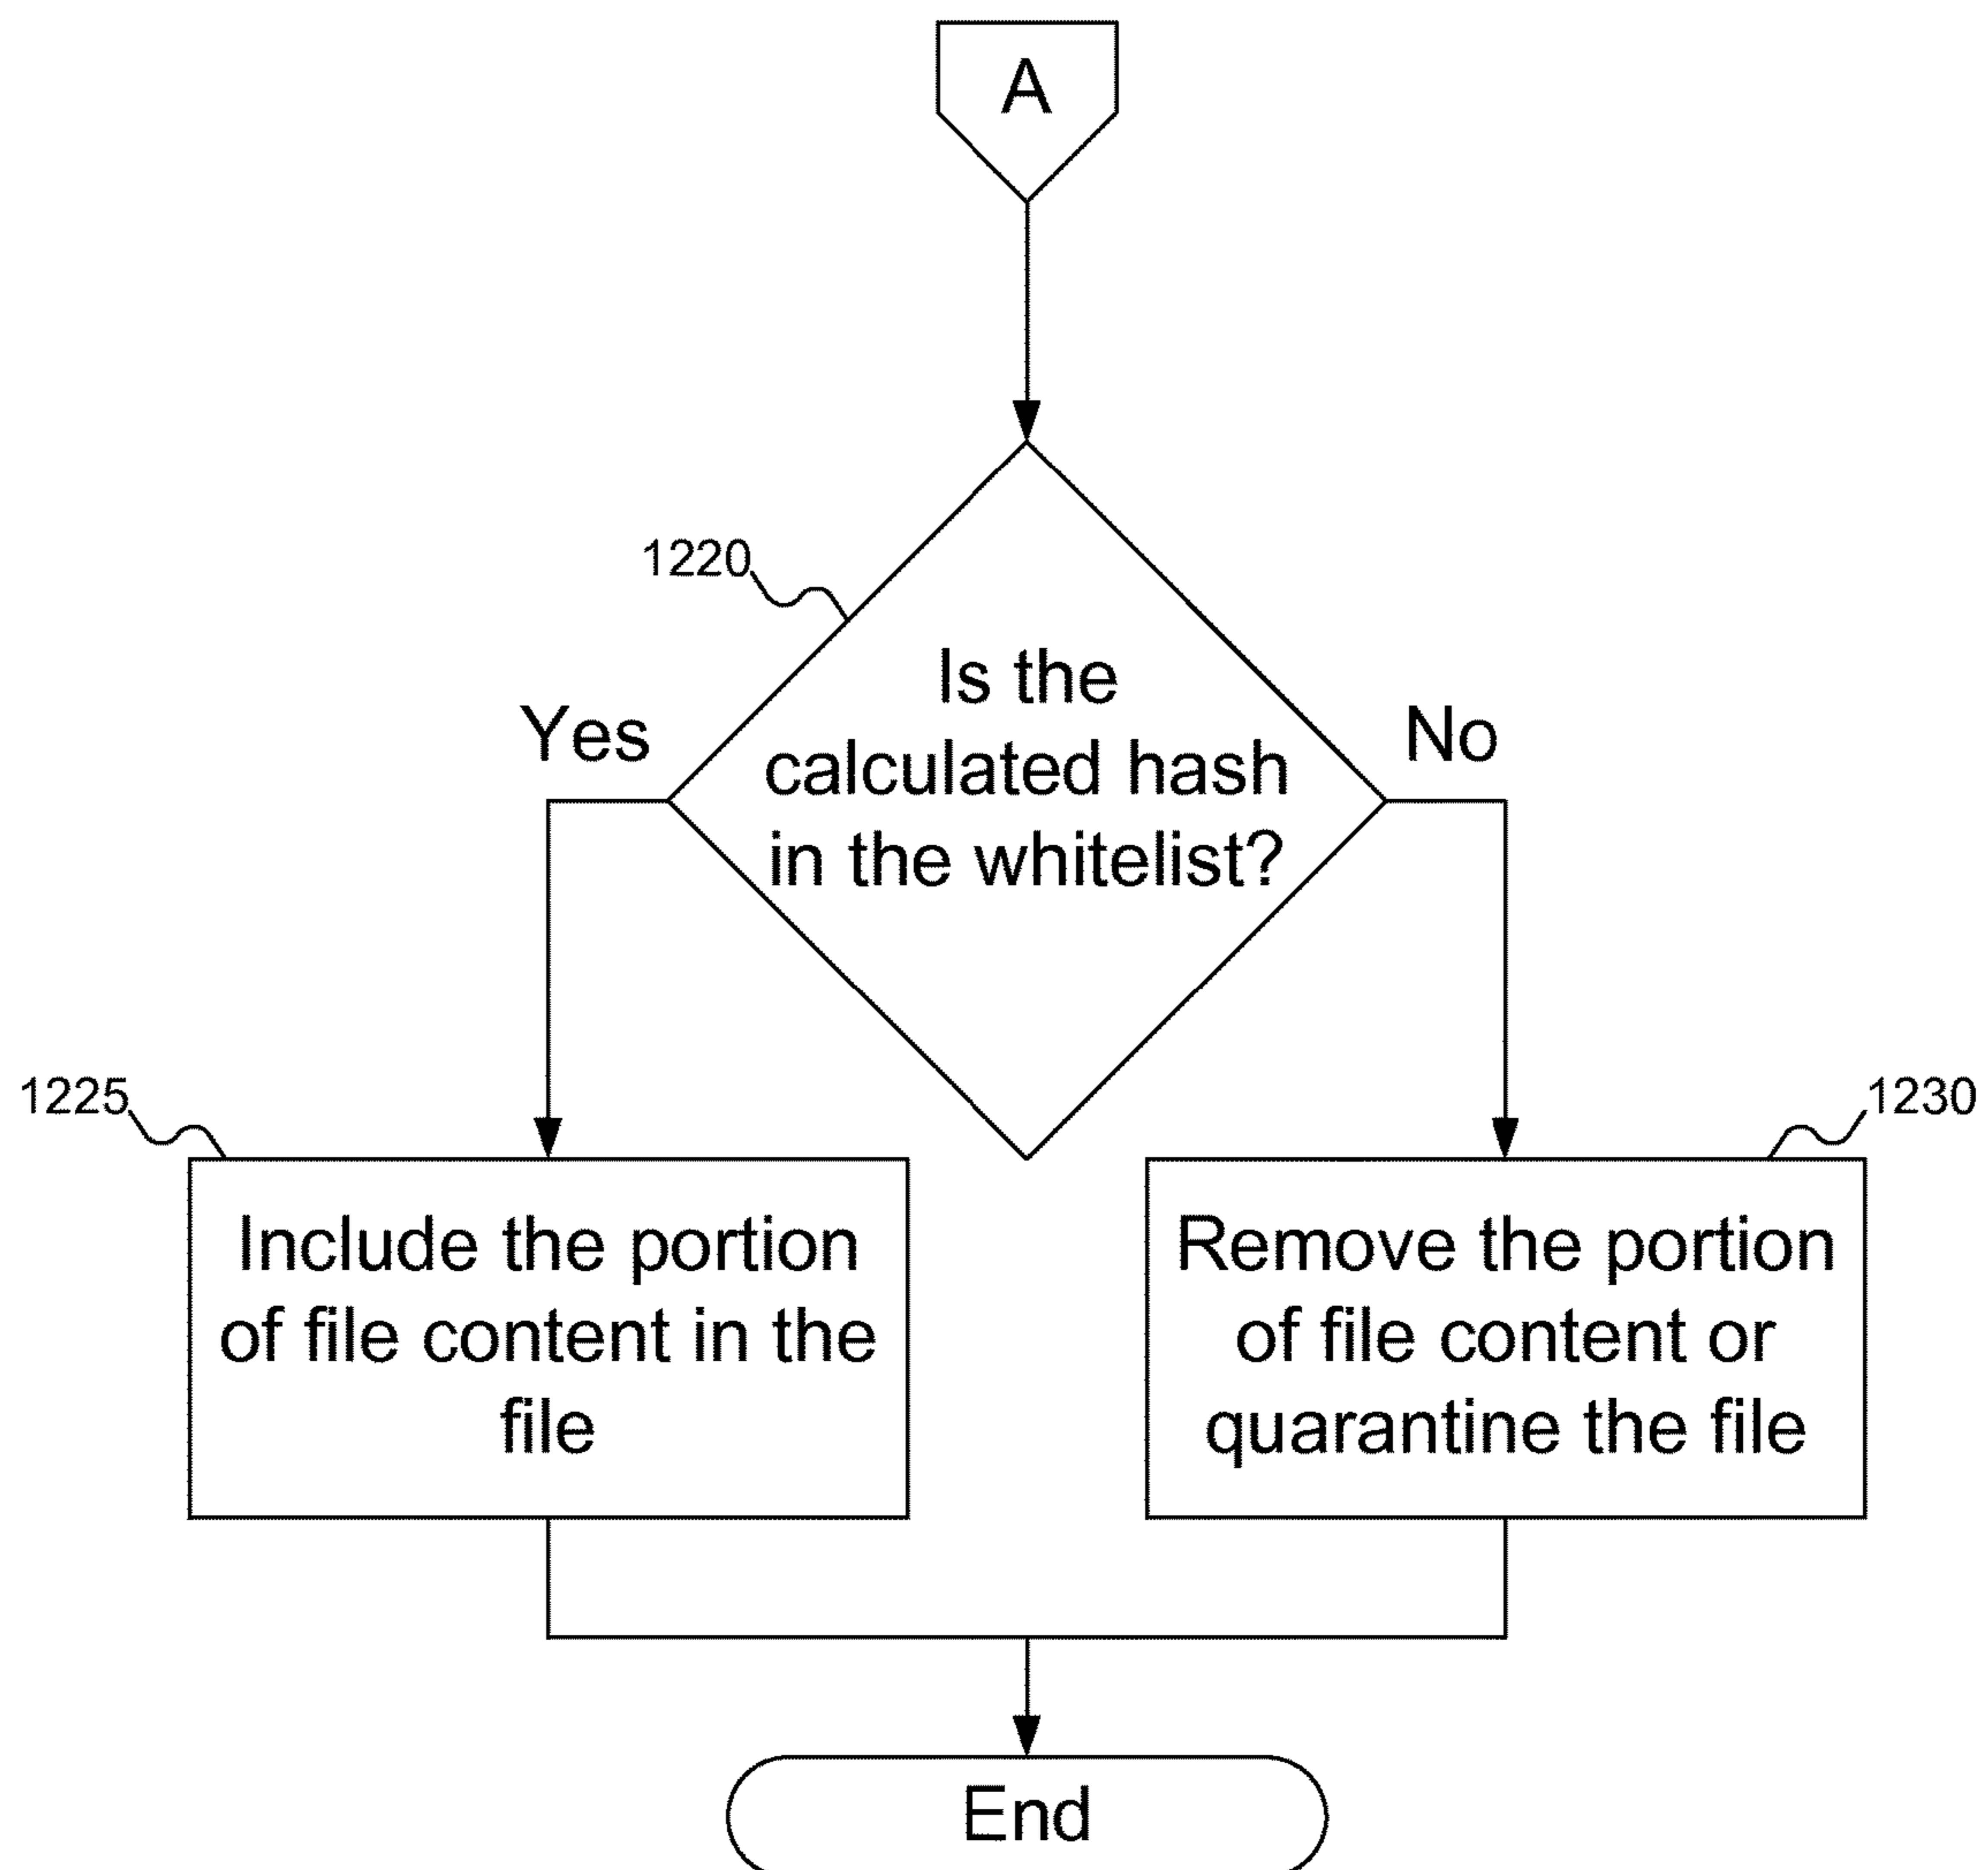 A
1220
Is the
calculated hash
in the whitelist?
Yes
No
1225
Include the portion
of file content in the
file
1230
Remove the portion
of file content or
quarantine the file
End